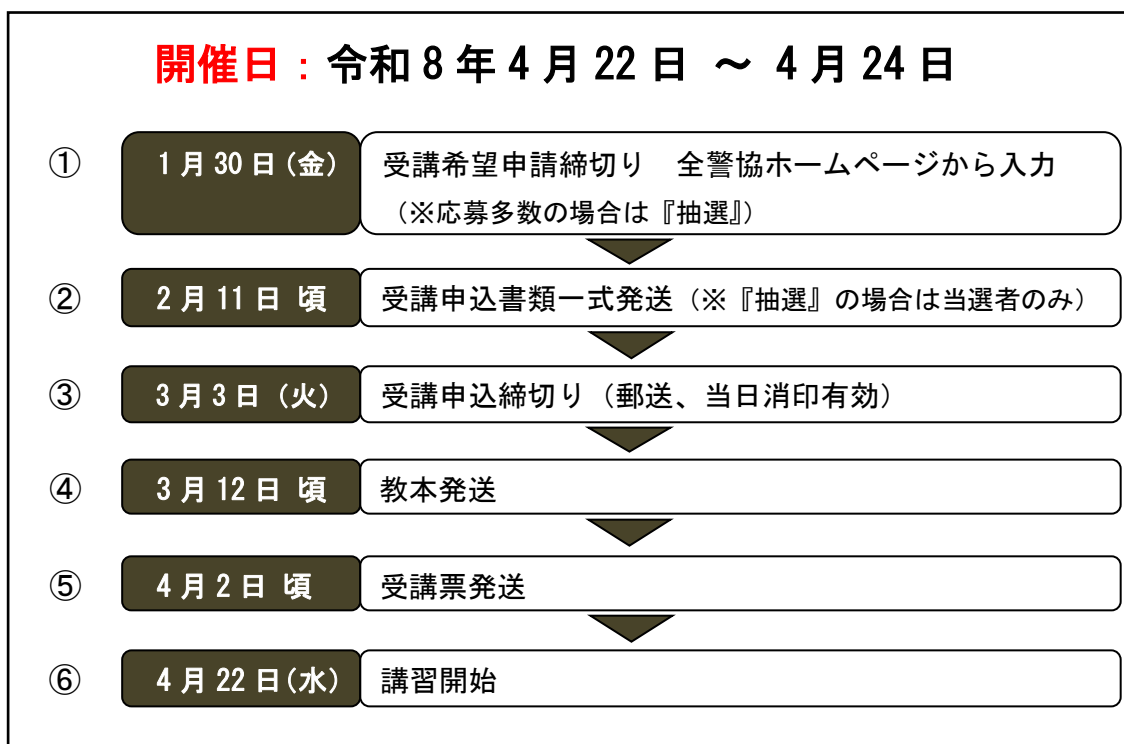 開催日：令和８年４月22日 ～ ４月24日
① １月30日（金） 受講希望申請締切り　全警協ホームページから入力
（※応募多数の場合は『抽選』）
② ２月11日 頃 受講申込書類一式発送（※『抽選』の場合は当選者のみ）
③ ３月３日（火） 受講申込締切り（郵送、当日消印有効）
④ ３月12日 頃 教本発送
⑤ ４月２日 頃 受講票発送
⑥ ４月22日（水） 講習開始